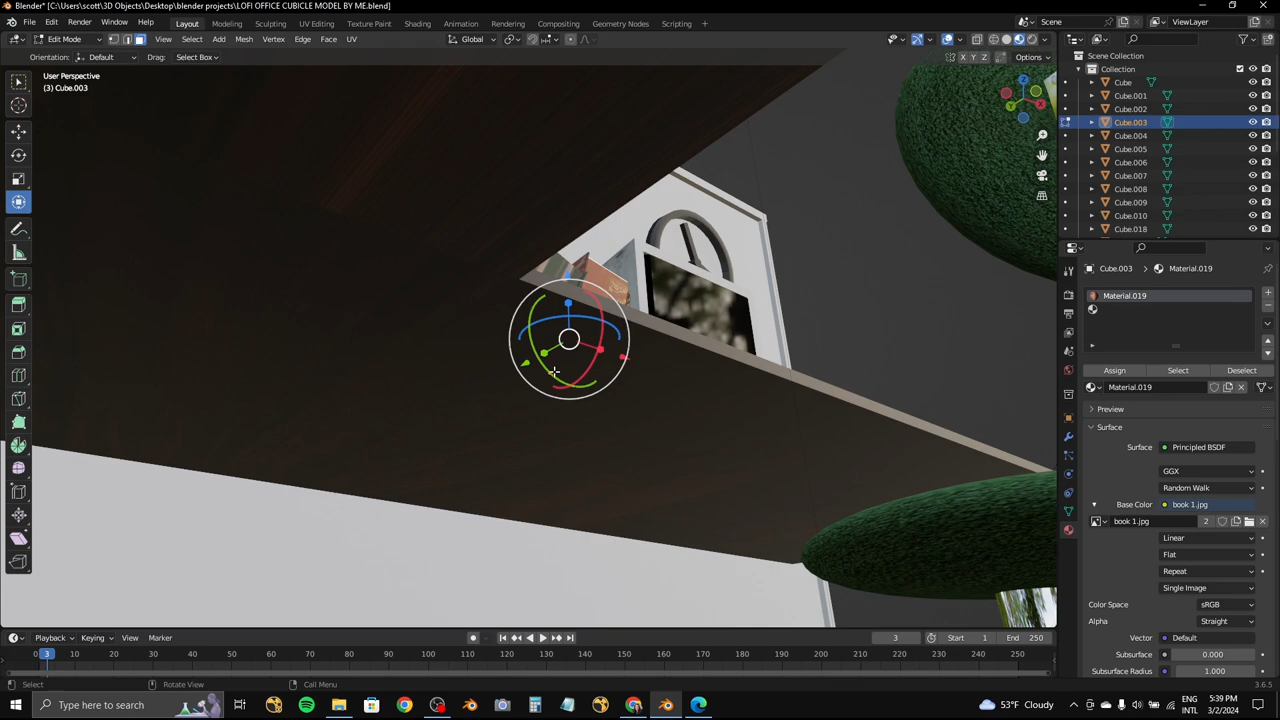 Blender* [C:\Users\scott\3D Objects\Desktop\blender projects\LOFI OFFICE CUBICLE MODEL BY ME.blend]
File Edit Render Window Help Layout Modeling Sculpting UV Editing Texture Paint Shading Animation Rendering Compositing Geometry Nodes Scripting Scene ViewLayer
Edit Mode View Select Add Mesh Vertex Edge Face UV Global
Orientation: Default Drag: Select Box X Y Z Options
User Perspective
(3) Cube.003
Z
X
Y
Scene Collection
Collection
Cube
Cube.001
Cube.002
Cube.003
Cube.004
Cube.005
Cube.006
Cube.007
Cube.008
Cube.009
Cube.010
Cube.018
Cube.003 Material.019
Material.019
Assign Select Deselect
Material.019
Preview
Surface
Surface Principled BSDF
GGX
Random Walk
Base Color book 1.jpg
book 1.jpg 2
Linear
Flat
Repeat
Single Image
Color Space sRGB
Alpha Straight
Vector Default
Subsurface 0.000
Subsurface Radius 1.000
Playback Keying View Marker 3 Start 1 End 250
0 3 10 20 30 40 50 60 70 80 90 100 110 120 130 140 150 160 170 180 190 200 210 220 230 240 250
Select Rotate View Call Menu 3.6.5
Type here to search 53°F Cloudy ENG INTL 5:39 PM 3/2/2024